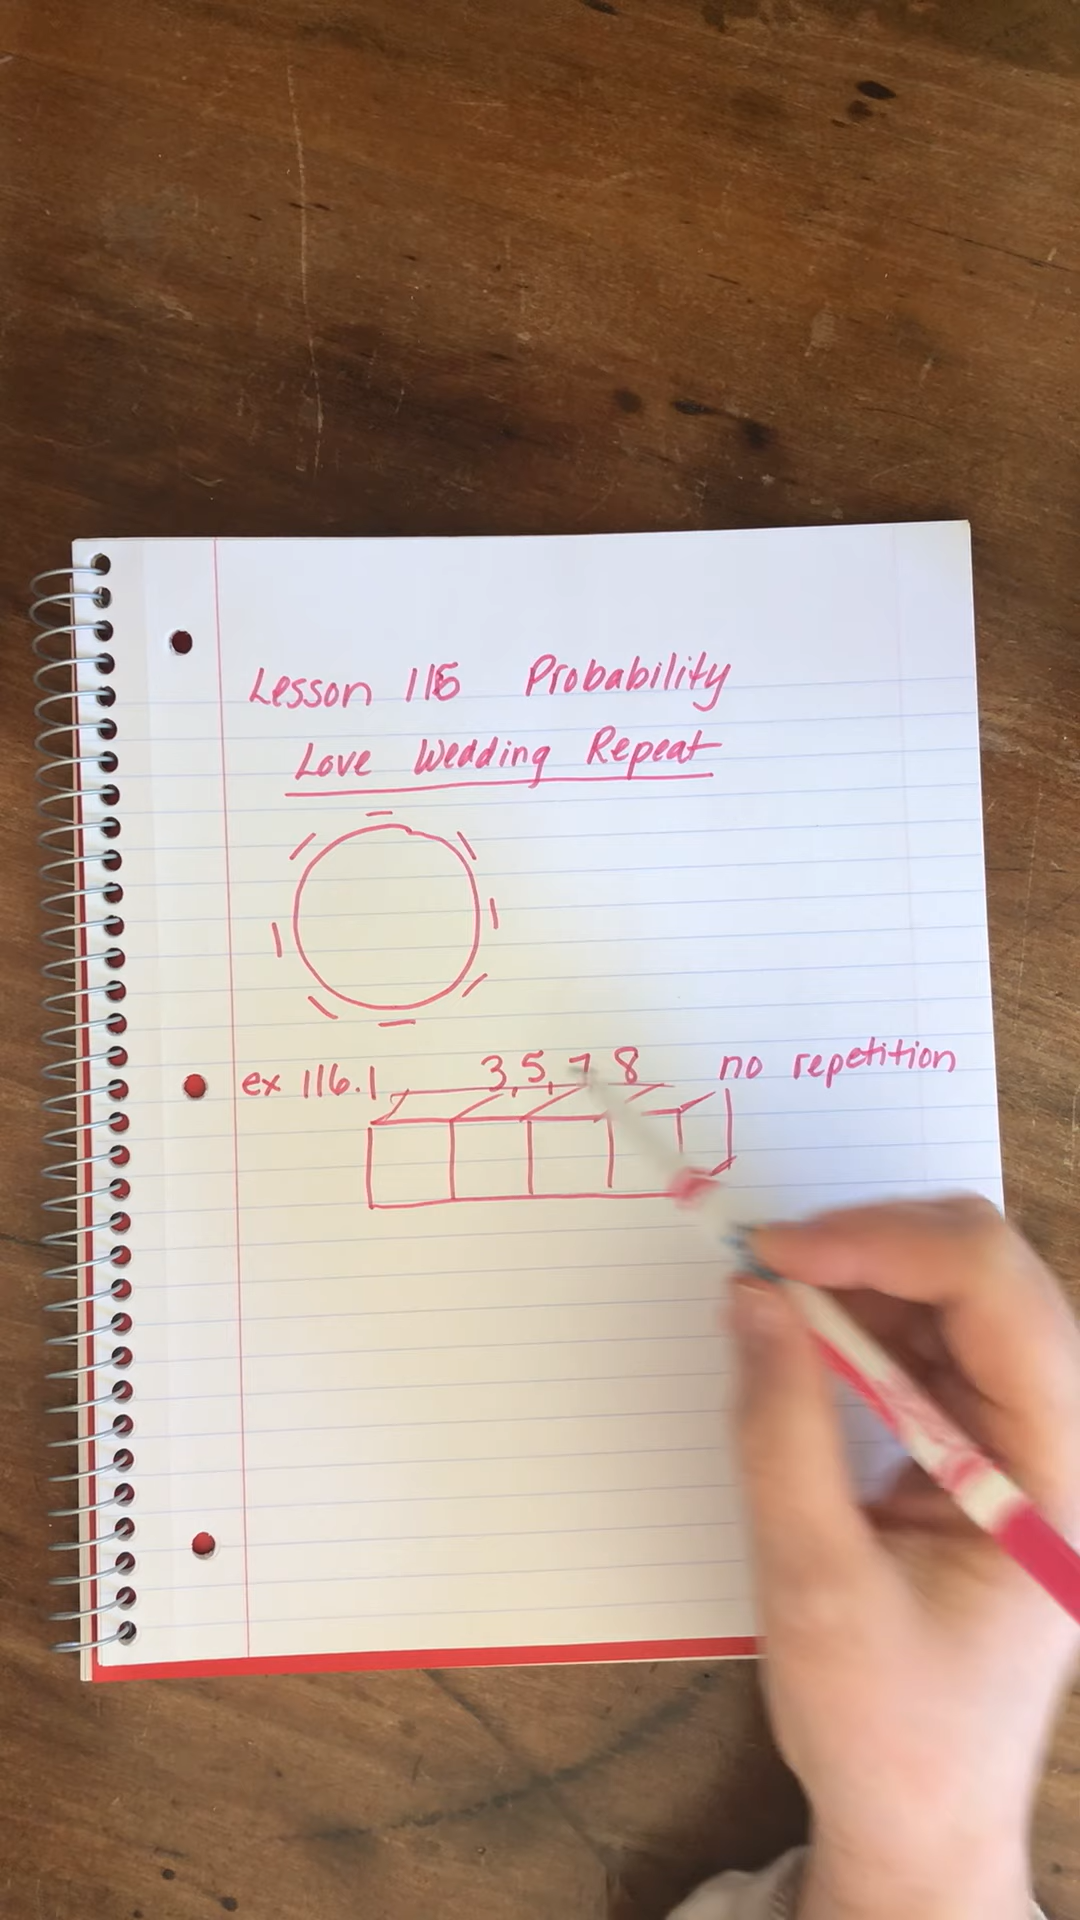 Lesson 116 Probability
Love Wedding Repeat
ex 116.1 3,5,7 8 no repetition